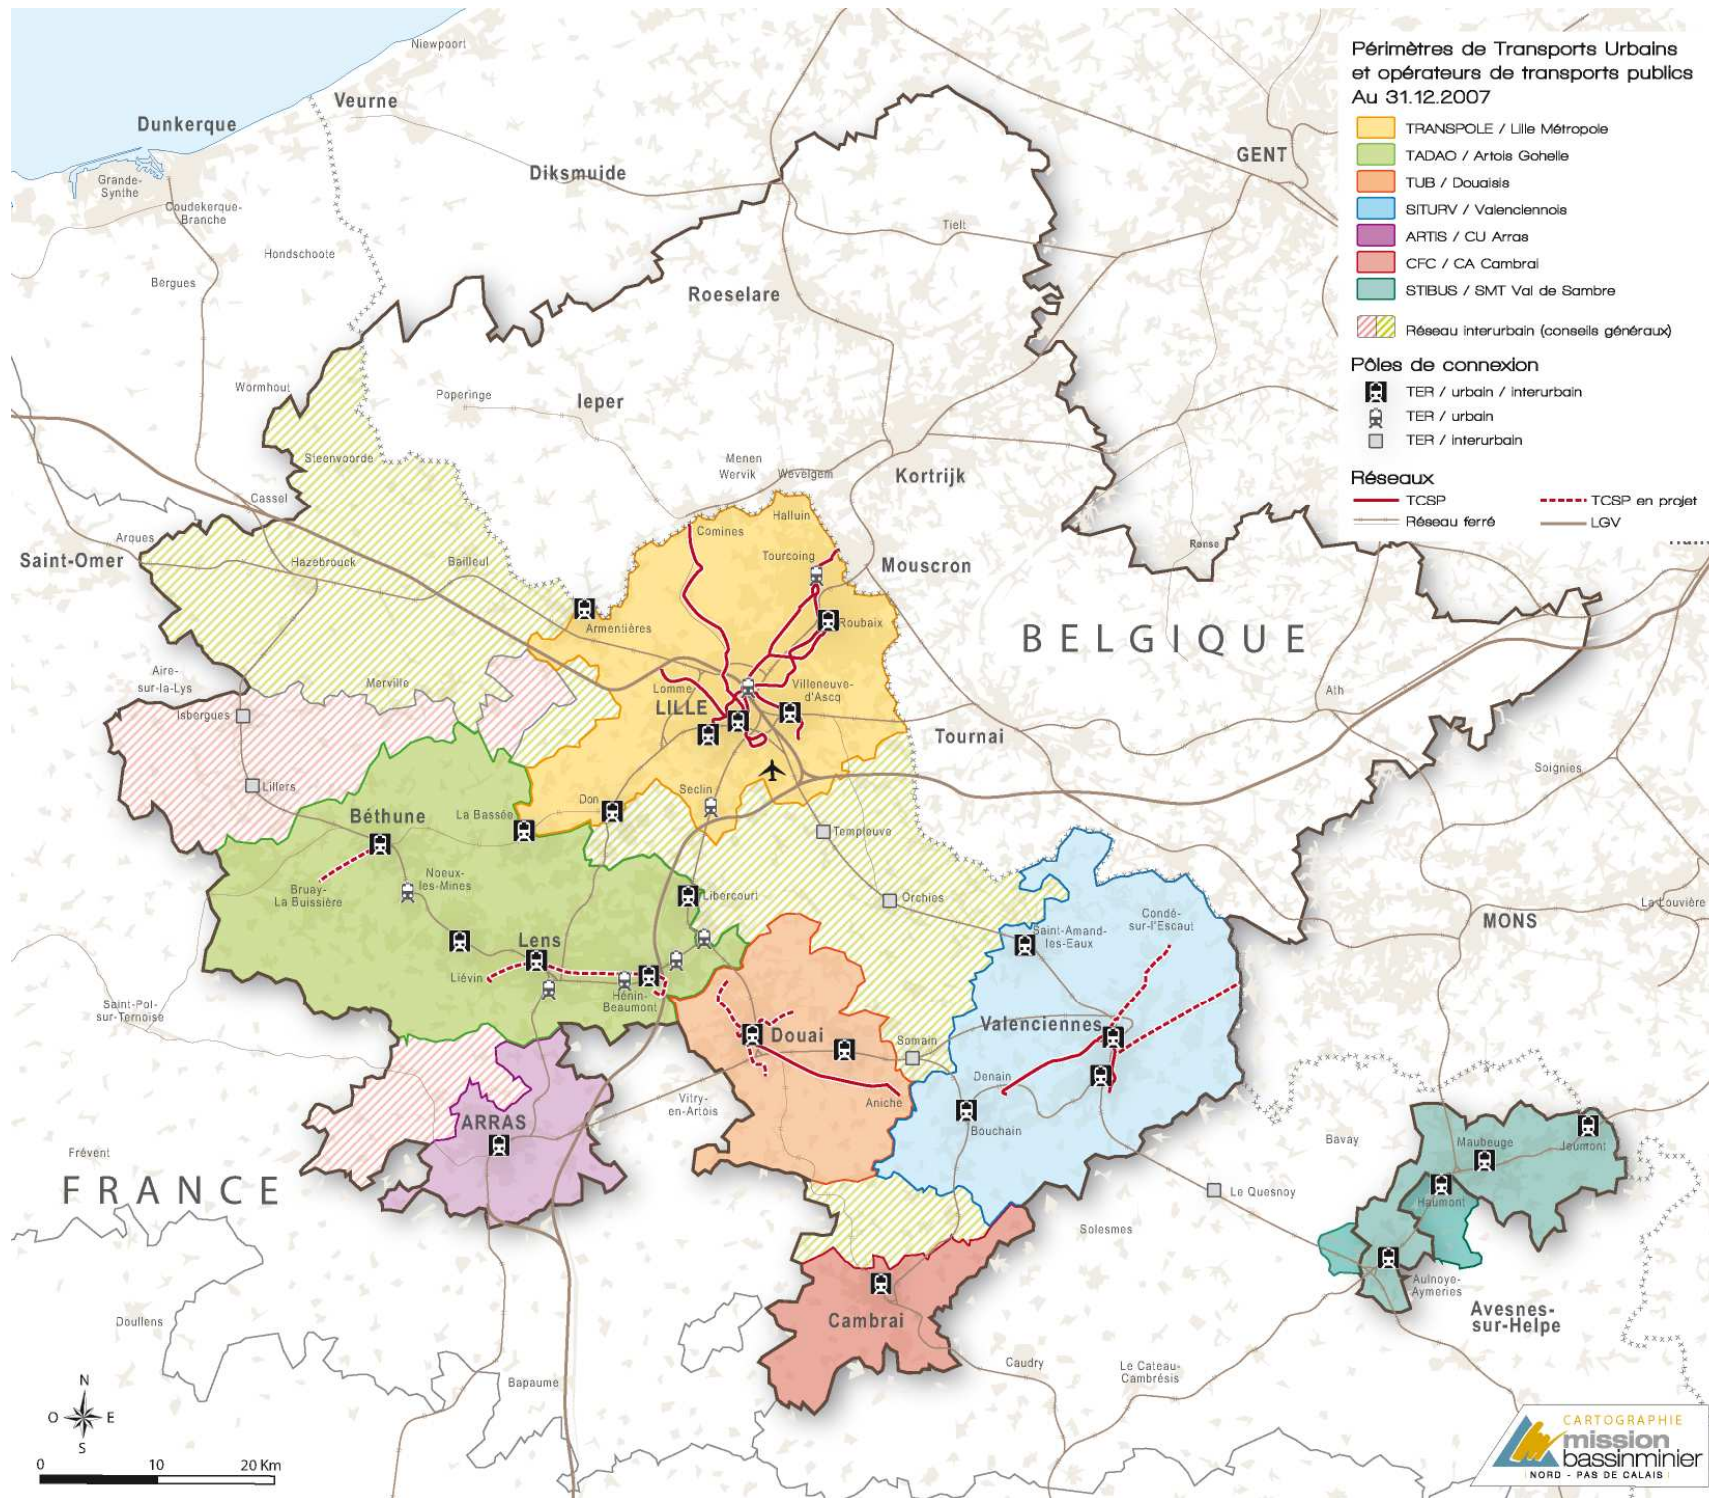 Périmètres de Transports Urbains
et opérateurs de transports publics
Au 31.12.2007
TRANSPOLE / Lille Métropole
TADAO / Artois Gohelle
TUB / Douaisis
SITURV / Valenciennois
ARTIS / CU Arras
CFC / CA Cambrai
STIBUS / SMT Val de Sambre
Réseau interurbain (conseils généraux)
Pôles de connexion
TER / urbain / interurbain
TER / urbain
TER / interurbain
Réseaux
TCSP
TCSP en projet
Réseau ferré
LGV
Niewpoort
Veurne
Dunkerque
Grande-
Synthe
Coudekerque-
Branche
Diksmuide
GENT
Tielt
Hondschoote
Bergues
Roeselare
Wormhout
Poperinge
Ieper
Steenvoorde
Menen
Wervik
Wevelgem
Kortrijk
Cassel
Halluin
Comines
Arques
Saint-Omer
Hazebrouck
Bailleul
Tourcoing
Mouscron
Ronse
Armentières
Roubaix
BELGIQUE
Aire-
sur-la-Lys
Merville
Lomme
LILLE
Villeneuve-
d'Ascq
Ath
Isbergues
Tournai
Soignies
Lillers
Seclin
Don
La Bassée
Béthune
Templeuve
Noeux-
les-Mines
Bruay-
La Buissière
Libercourt
Orchies
La Louvière
Condé-
sur-l'Escaut
MONS
Saint-Amand
les-Eaux
Lens
Liévin
Hénin-
Beaumont
Saint-Pol-
sur-Ternoise
Valenciennes
Douai
Somain
Denain
Aniche
Vitry-
en-Artois
ARRAS
Bouchain
Bavay
Maubeuge
Jeumont
Frévent
FRANCE
Le Quesnoy
Haumont
Solesmes
Aulnoye-
Aymeries
Avesnes-
sur-Helpe
Doullens
Cambrai
Caudry
Le Cateau-
Cambrésis
Bapaume
N
O
E
S
0
10
20 Km
CARTOGRAPHIE
mission
bassinminier
NORD - PAS DE CALAIS